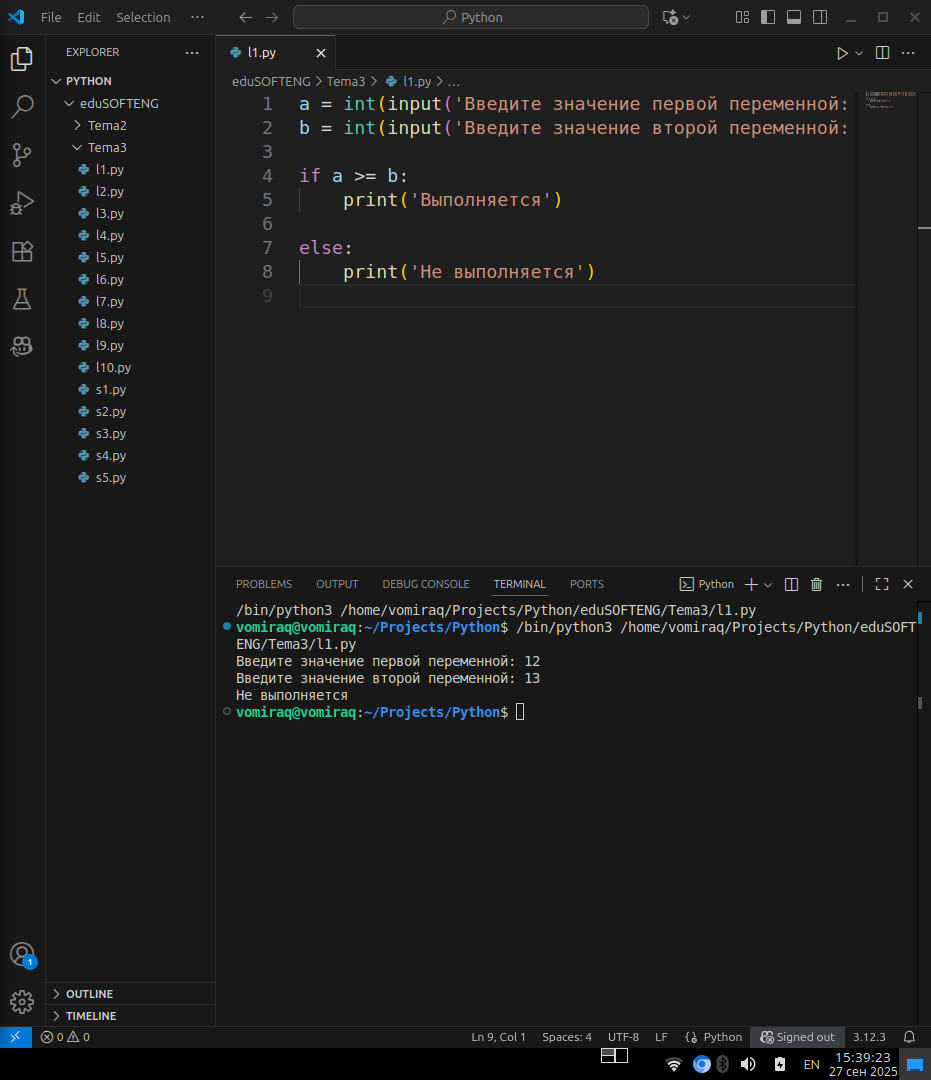 File Edit Selection ··· Python
EXPLORER ···
PYTHON
eduSOFTENG
Tema2
Tema3
l1.py
l2.py
l3.py
l4.py
l5.py
l6.py
l7.py
l8.py
l9.py
l10.py
s1.py
s2.py
s3.py
s4.py
s5.py
OUTLINE
TIMELINE
l1.py
eduSOFTENG > Tema3 > l1.py > ...
1 a = int(input('Введите значение первой переменной:
2 b = int(input('Введите значение второй переменной:
3
4 if a >= b:
5 print('Выполняется')
6
7 else:
8 print('Не выполняется')
9
PROBLEMS OUTPUT DEBUG CONSOLE TERMINAL PORTS Python
/bin/python3 /home/vomiraq/Projects/Python/eduSOFTENG/Tema3/l1.py
vomiraq@vomiraq:~/Projects/Python$ /bin/python3 /home/vomiraq/Projects/Python/eduSOFT
ENG/Tema3/l1.py
Введите значение первой переменной: 12
Введите значение второй переменной: 13
Не выполняется
vomiraq@vomiraq:~/Projects/Python$
1
0 0 Ln 9, Col 1 Spaces: 4 UTF-8 LF Python Signed out 3.12.3
EN 15:39:23
27 сен 2025